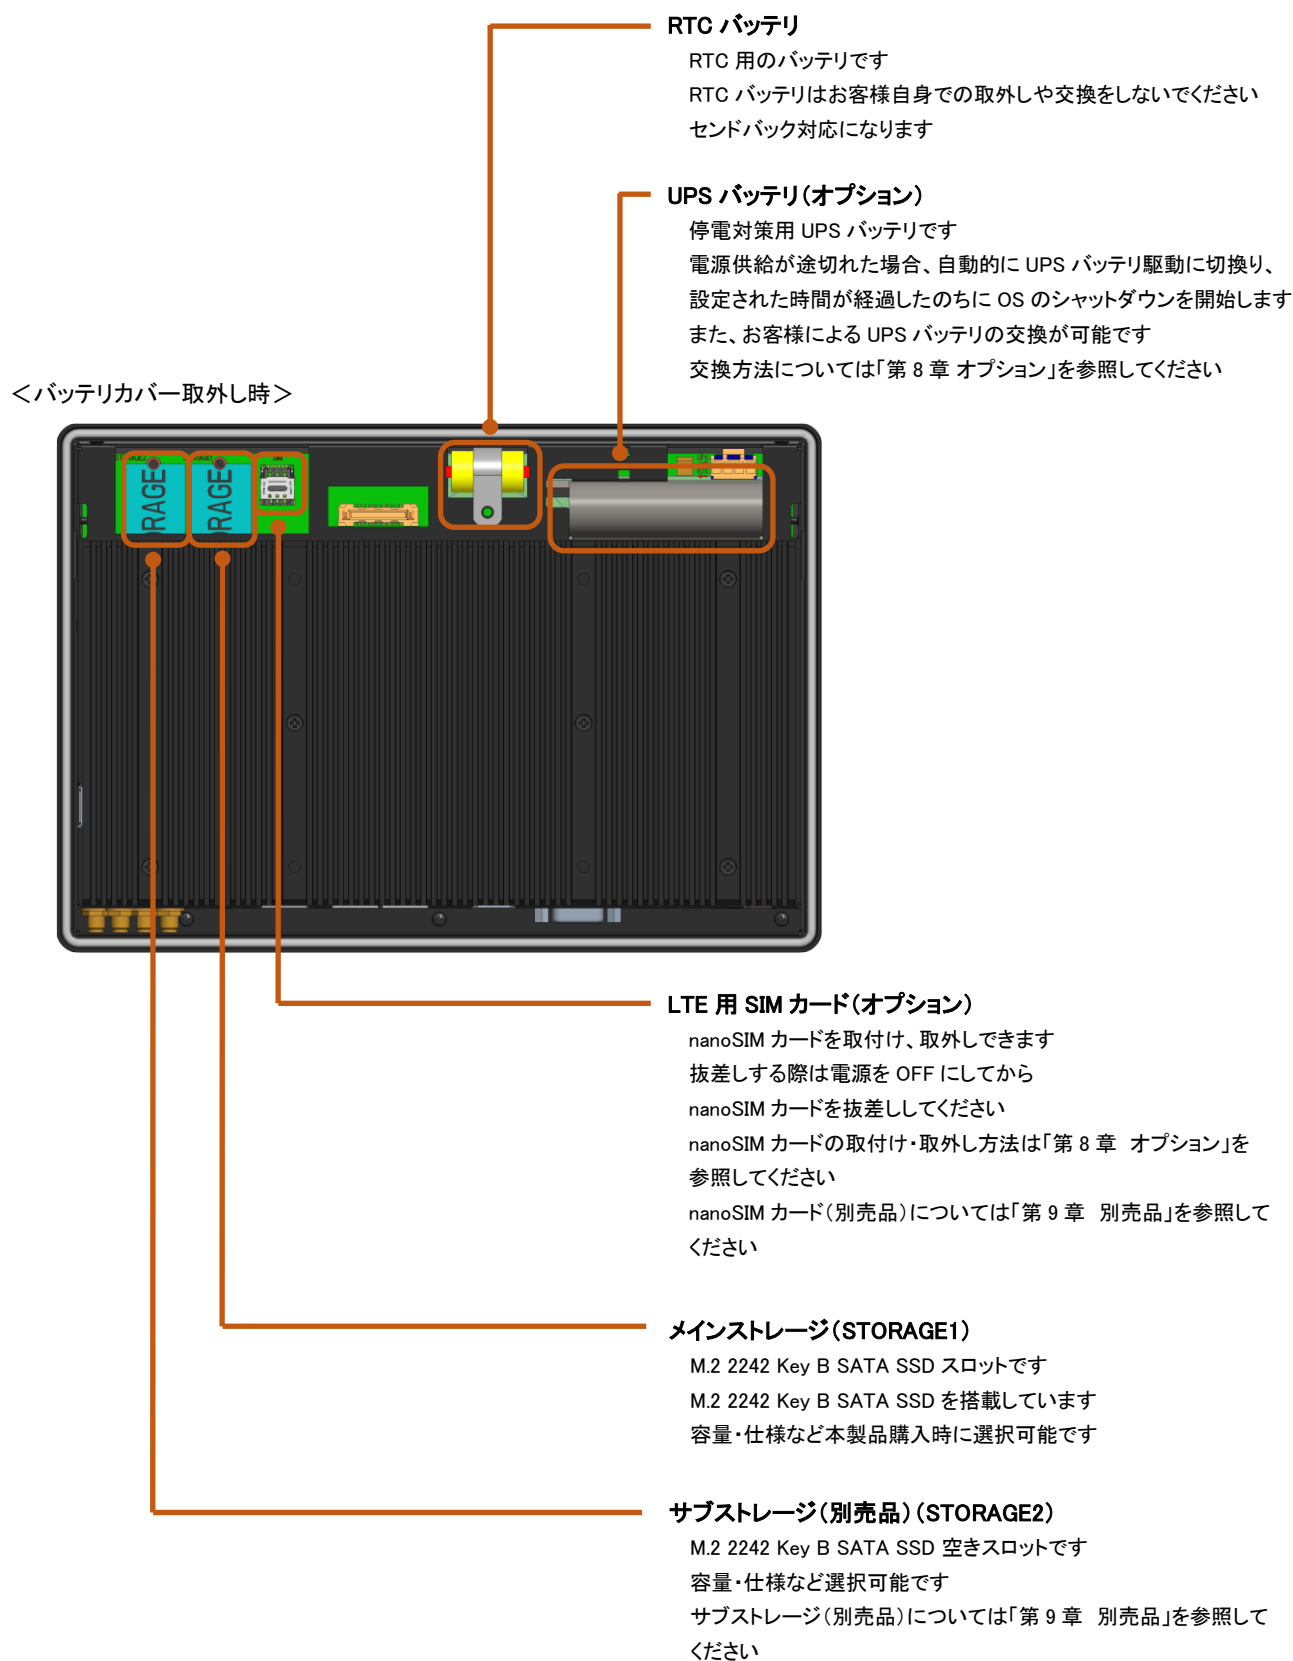 RTC バッテリ
RTC 用のバッテリです
RTC バッテリはお客様自身での取外しや交換をしないでください
センドバック対応になります
UPS バッテリ(オプション)
停電対策用 UPS バッテリです
電源供給が途切れた場合、自動的に UPS バッテリ駆動に切換り、
設定された時間が経過したのちに OS のシャットダウンを開始します
また、お客様による UPS バッテリの交換が可能です
交換方法については「第 8 章 オプション」を参照してください
<バッテリカバー取外し時>
RAGE
RAGE
LTE 用 SIM カード(オプション)
nanoSIM カードを取付け、取外しできます
抜差しする際は電源を OFF にしてから
nanoSIM カードを抜差ししてください
nanoSIM カードの取付け・取外し方法は「第 8 章 オプション」を
参照してください
nanoSIM カード(別売品)については「第 9 章 別売品」を参照して
ください
メインストレージ(STORAGE1)
M.2 2242 Key B SATA SSD スロットです
M.2 2242 Key B SATA SSD を搭載しています
容量・仕様など本製品購入時に選択可能です
サブストレージ(別売品)(STORAGE2)
M.2 2242 Key B SATA SSD 空きスロットです
容量・仕様など選択可能です
サブストレージ(別売品)については「第 9 章 別売品」を参照して
ください